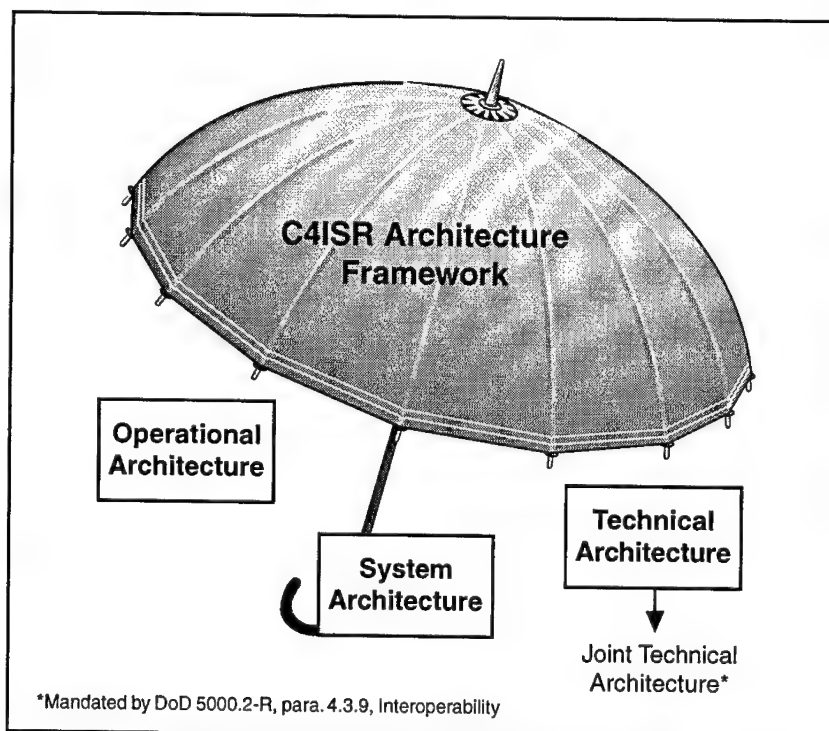 C4ISR Architecture
Framework
Operational
Architecture
System
Architecture
Technical
Architecture
Joint Technical
Architecture*
*Mandated by DoD 5000.2-R, para. 4.3.9, Interoperability